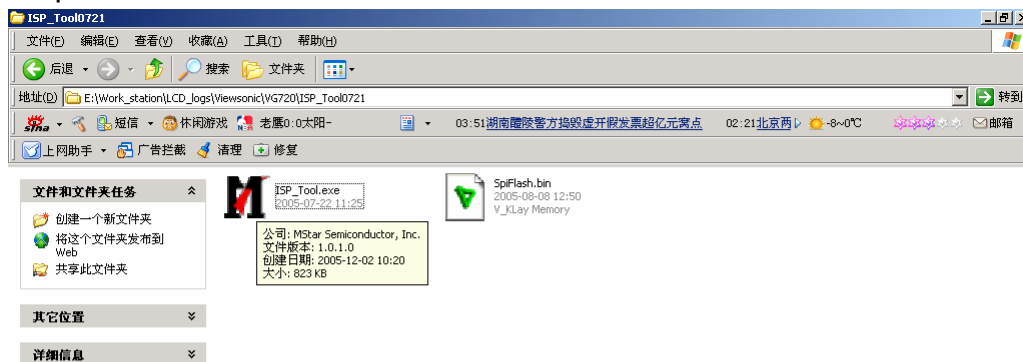 ISP_Tool0721
文件(F) 编辑(E) 查看(V) 收藏(A) 工具(T) 帮助(H)
后退 搜索 文件夹
地址(D) E:\Work_station\LCD_logs\Viewsonic\VG720\ISP_Tool0721 转到
sina 短信 休闲游戏 老鹰0:0太阳- 03:51湖南醴陵警方捣毁虚开假发票超亿元窝点 02:21北京两 -8~0℃ 邮箱
上网助手 广告拦截 清理 修复
文件和文件夹任务
创建一个新文件夹
将这个文件夹发布到
Web
共享此文件夹
其它位置
详细信息
ISP_Tool.exe
2005-07-22 11:25
公司: MStar Semiconductor, Inc.
文件版本: 1.0.1.0
创建日期: 2005-12-02 10:20
大小: 823 KB
SpiFlash.bin
2005-08-08 12:50
V_KLay Memory